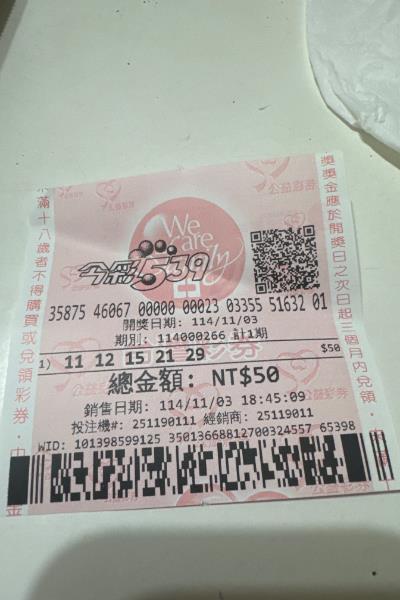 We
are
今彩539
35875 46067 00000 00023 03355 51632 01
開獎日期: 114/11/03
期別: 114000266 計1期
1) 11 12 15 21 29 $50
總金額: NT$50
銷售日期: 114/11/03 18:45:09
投注機#: 251190111 經銷商: 25119011
WID: 101398599125 35013668812700324557 65398
滿十八歲者不得購買或兌領彩券
獎金應於開獎日之次日起三個月內兌領
公益彩券